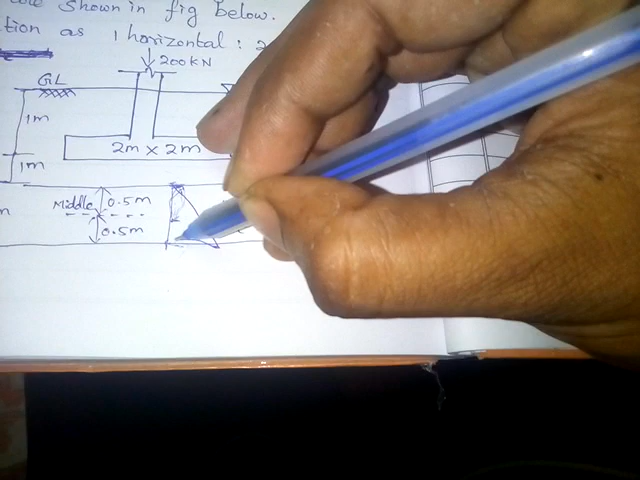 are shown in fig below.
as 1 horizontal : 2
200 KN
GL
1m
2m x 2m
1m
Middle 0.5m
0.5m
m